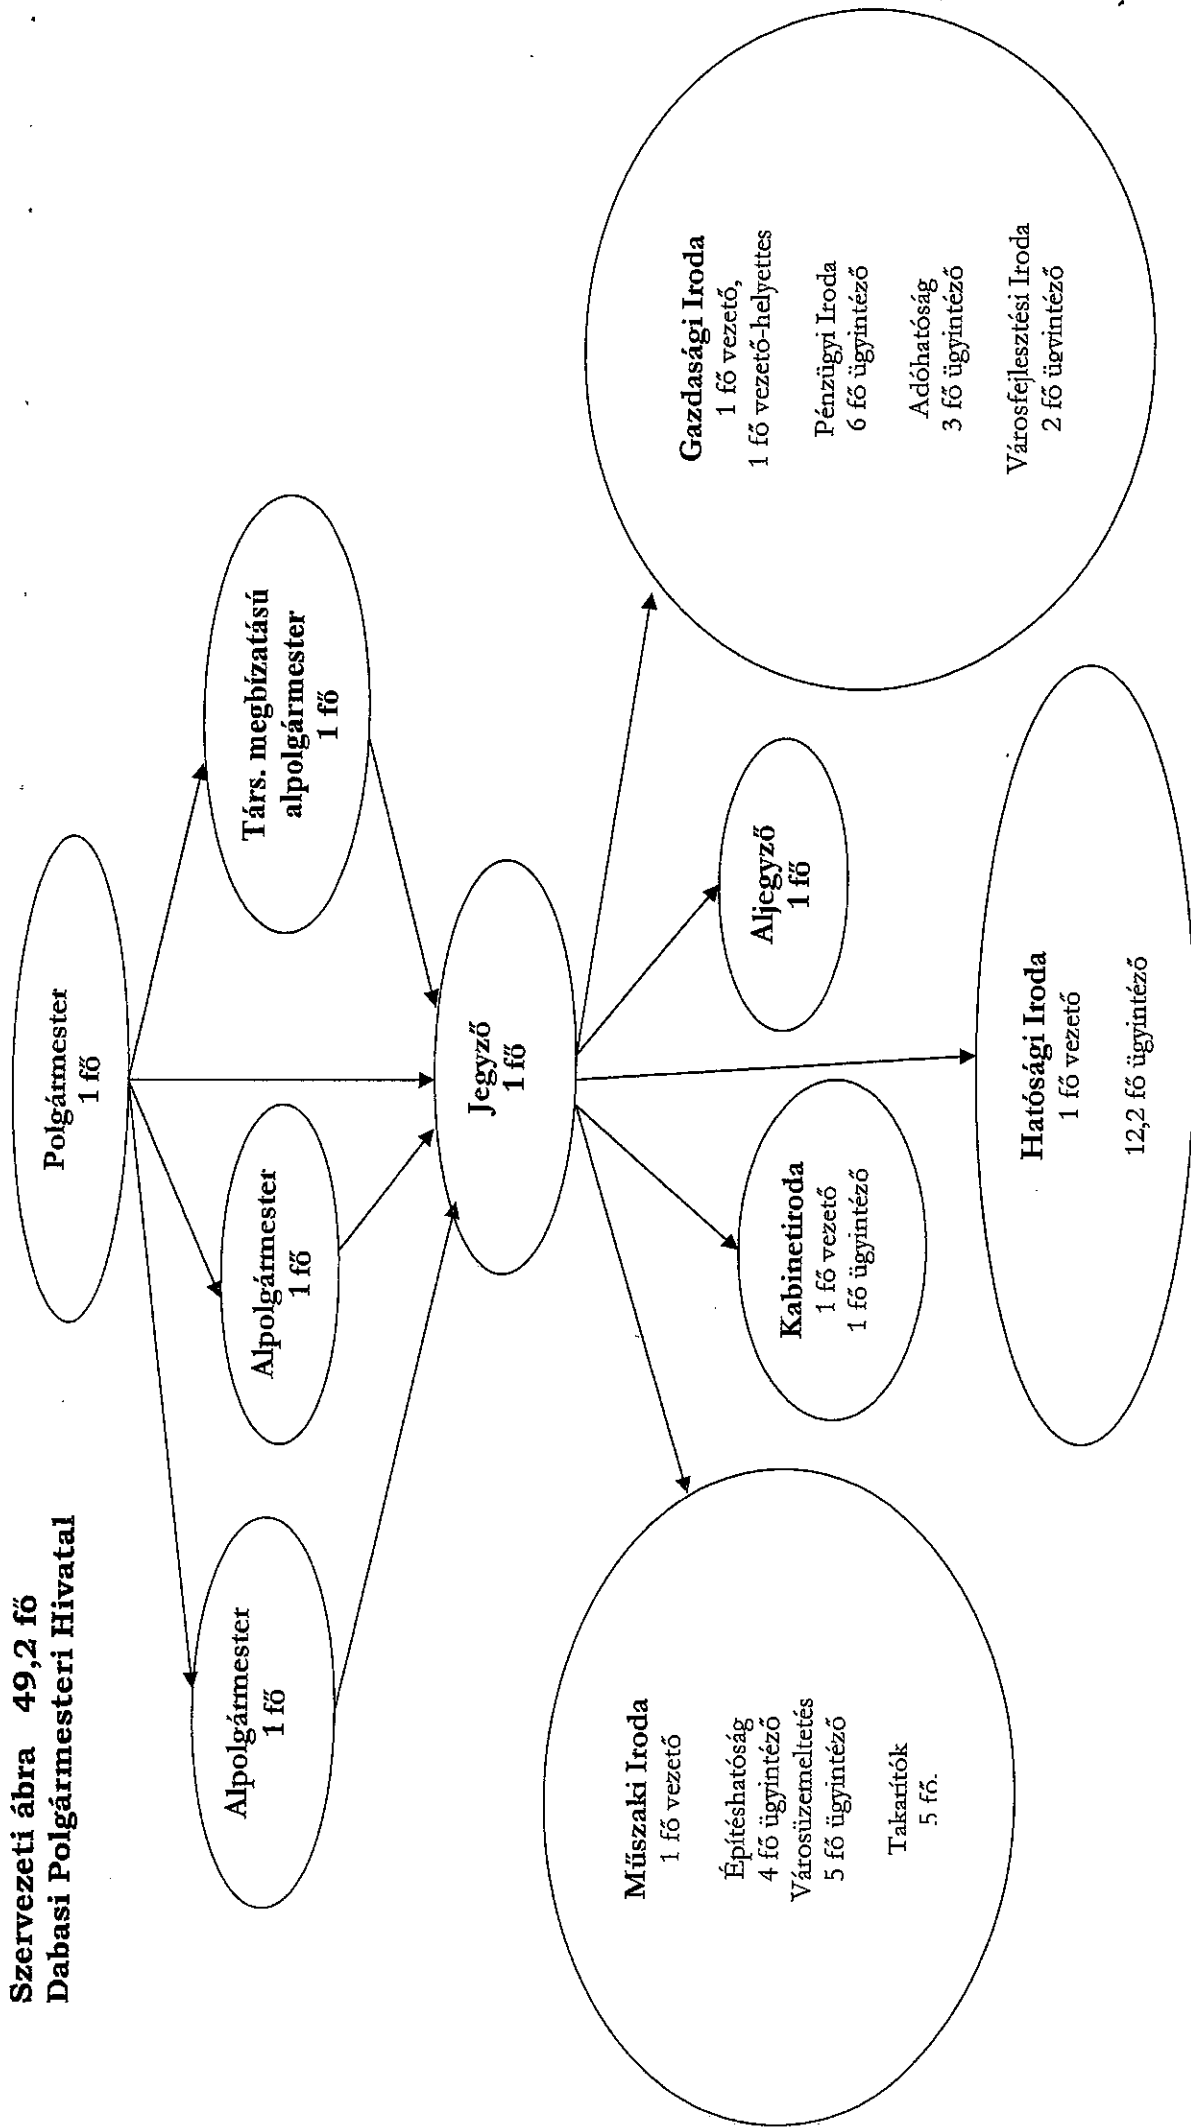 Szervezeti ábra 49,2 fő
Dabasi Polgármesteri Hivatal
Polgármester
1 fő
Alpolgármester
1 fő
Alpolgármester
1 fő
Társ. megbízatású
alpolgármester
1 fő
Jegyző
1 fő
Műszaki Iroda
1 fő vezető
Építéshatóság
4 fő ügyintéző
Városüzemeltetés
5 fő ügyintéző
Takarítók
5 fő.
Kabinetiroda
1 fő vezető
1 fő ügyintéző
Aljegyző
1 fő
Gazdasági Iroda
1 fő vezető,
1 fő vezető-helyettes
Pénzügyi Iroda
6 fő ügyintéző
Adóhatóság
3 fő ügyintéző
Városfejlesztési Iroda
2 fő ügyintéző
Hatósági Iroda
1 fő vezető
12,2 fő ügyintéző